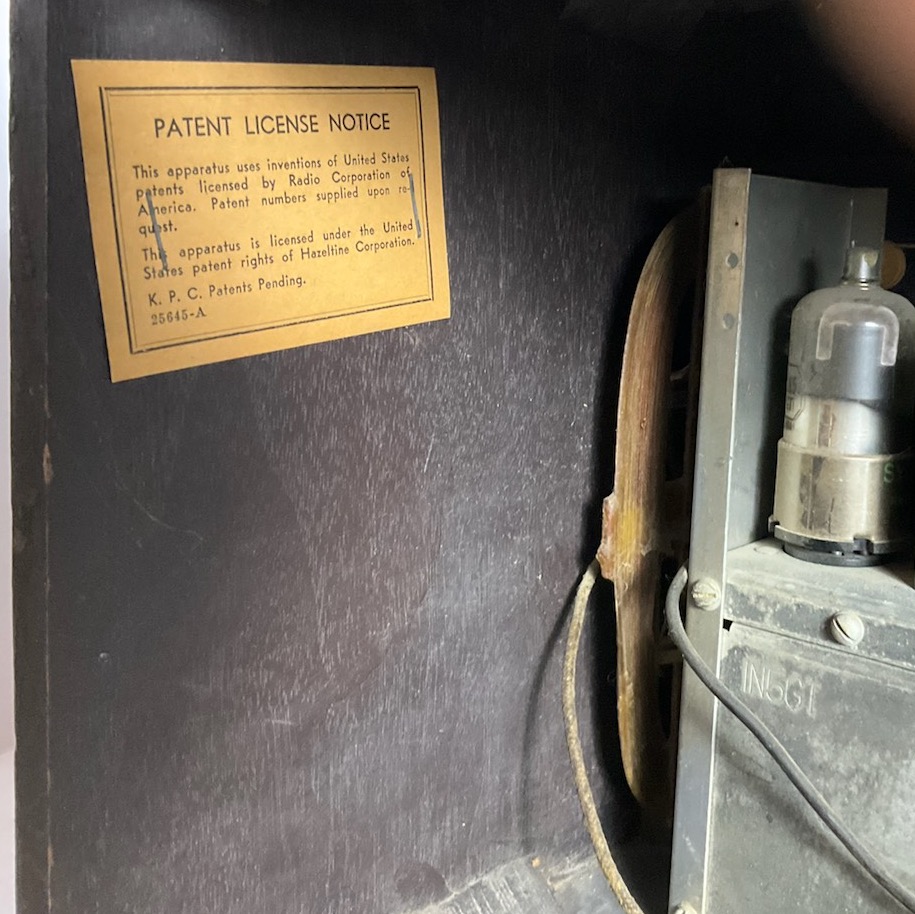 PATENT LICENSE NOTICE
This apparatus uses inventions of United States
patents licensed by Radio Corporation of
America. Patent numbers supplied upon re-
quest.
This apparatus is licensed under the United
States patent rights of Hazeltine Corporation.
K. P. C. Patents Pending.
25645-A
S
IN5GT